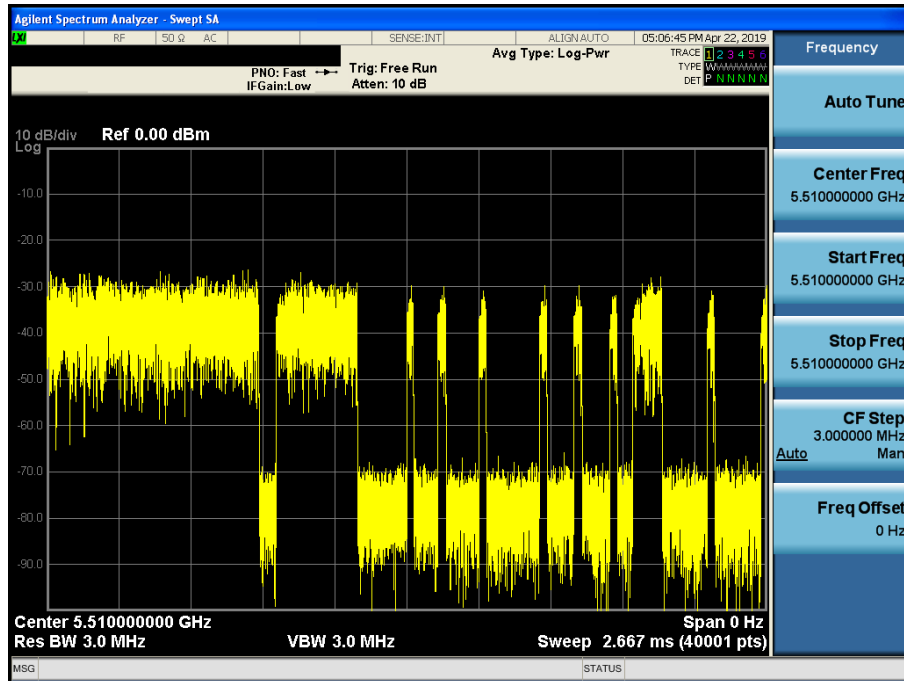 Agilent Spectrum Analyzer - Swept SA
LXI RF 50 Ω AC SENSE:INT ALIGN AUTO 05:06:45 PM Apr 22, 2019
Frequency
PNO: Fast
IFGain:Low
Trig: Free Run
Atten: 10 dB
Avg Type: Log-Pwr
TRACE 1 2 3 4 5 6
TYPE WWWWWW
DET P N N N N N
Auto Tune
10 dB/div
Log
Ref 0.00 dBm
-10.0
-20.0
-30.0
-40.0
-50.0
-60.0
-70.0
-80.0
-90.0
Center Freq
5.510000000 GHz
Start Freq
5.510000000 GHz
Stop Freq
5.510000000 GHz
CF Step
3.000000 MHz
Auto Man
Freq Offset
0 Hz
Center 5.510000000 GHz Span 0 Hz
Res BW 3.0 MHz VBW 3.0 MHz Sweep 2.667 ms (40001 pts)
MSG STATUS